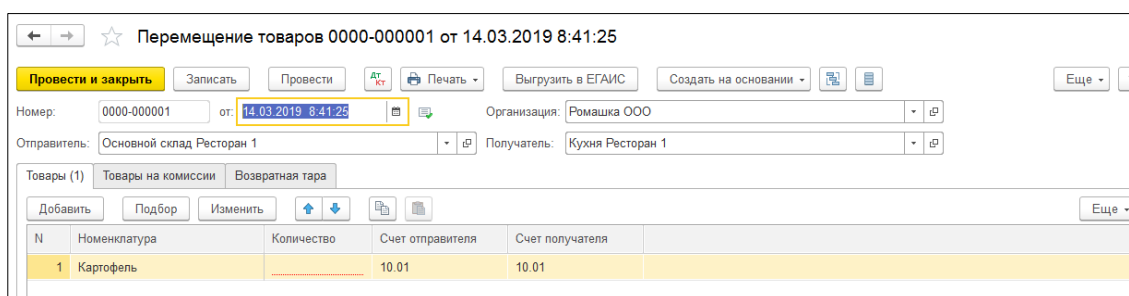 Перемещение товаров 0000-000001 от 14.03.2019 8:41:25
Провести и закрыть Записать Провести Дт Кт Печать Выгрузить в ЕГАИС Создать на основании Еще
Номер: 0000-000001 от: 14.03.2019 8:41:25 Организация: Ромашка ООО
Отправитель: Основной склад Ресторан 1 Получатель: Кухня Ресторан 1
Товары (1) Товары на комиссии Возвратная тара
Добавить Подбор Изменить Еще
N Номенклатура Количество Счет отправителя Счет получателя
1 Картофель 10.01 10.01